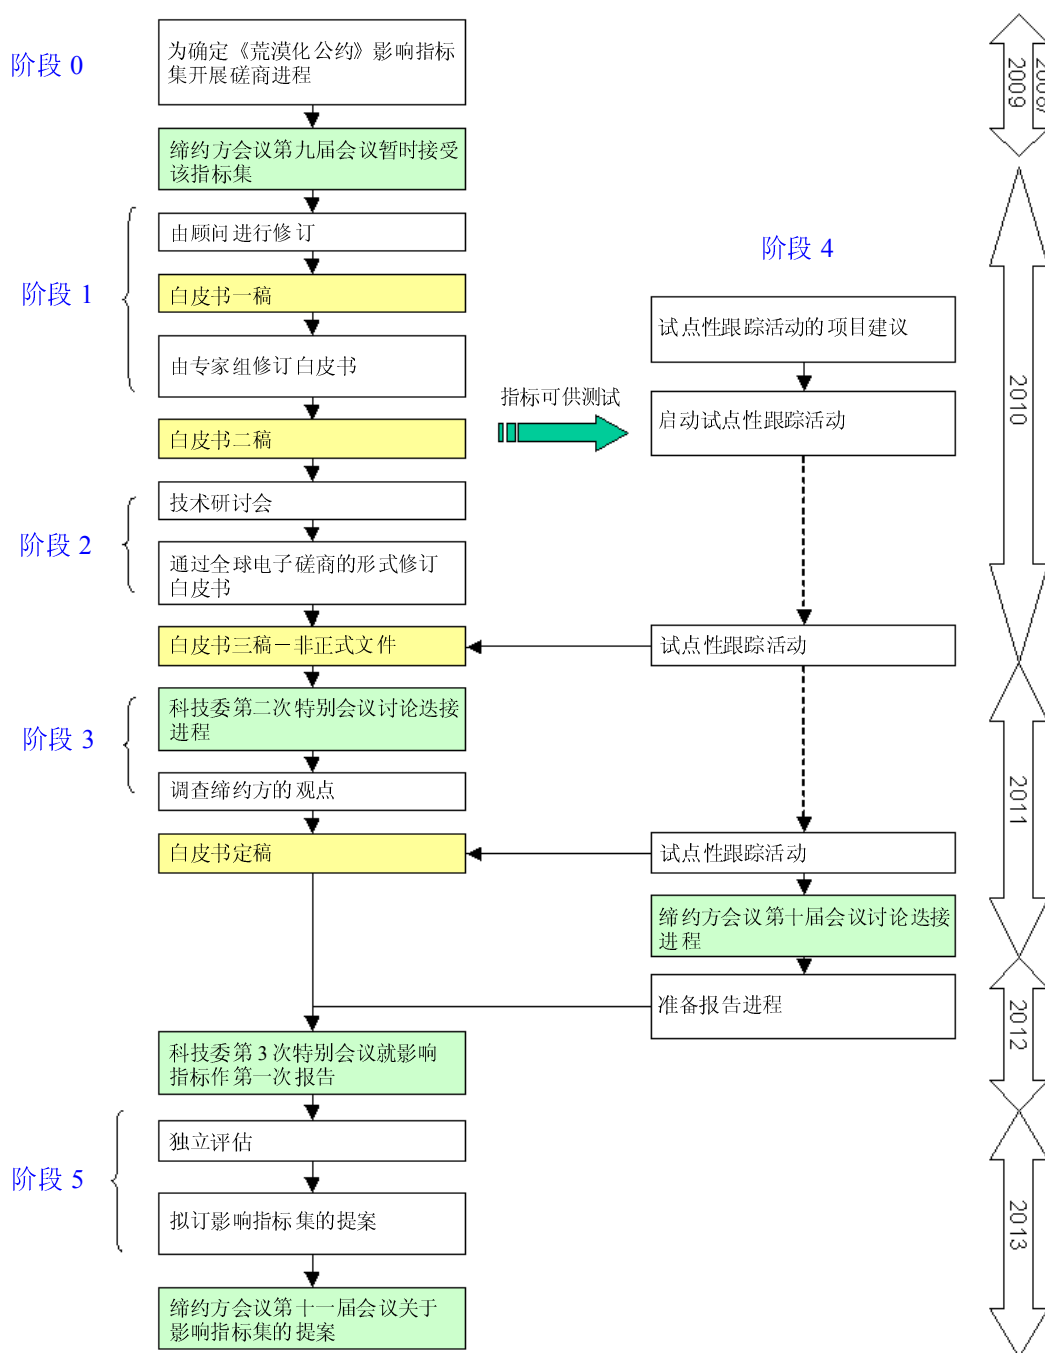 阶段 0
为确定《荒漠化公约》影响指标
集开展磋商进程
缔约方会议第九届会议暂时接受
该指标集
阶段 1
由顾问进行修订
白皮书一稿
由专家组修订白皮书
白皮书二稿
指标可供测试
阶段 4
试点性跟踪活动的项目建议
启动试点性跟踪活动
阶段 2
技术研讨会
通过全球电子磋商的形式修订
白皮书
白皮书三稿－非正式文件
试点性跟踪活动
阶段 3
科技委第二次特别会议讨论迭接
进程
调查缔约方的观点
白皮书定稿
试点性跟踪活动
缔约方会议第十届会议讨论迭接
进程
准备报告进程
科技委第 3 次特别会议就影响
指标作第一次报告
阶段 5
独立评估
拟订影响指标集的提案
缔约方会议第十一届会议关于
影响指标集的提案
2008/
2009
2010
2011
2012
2013